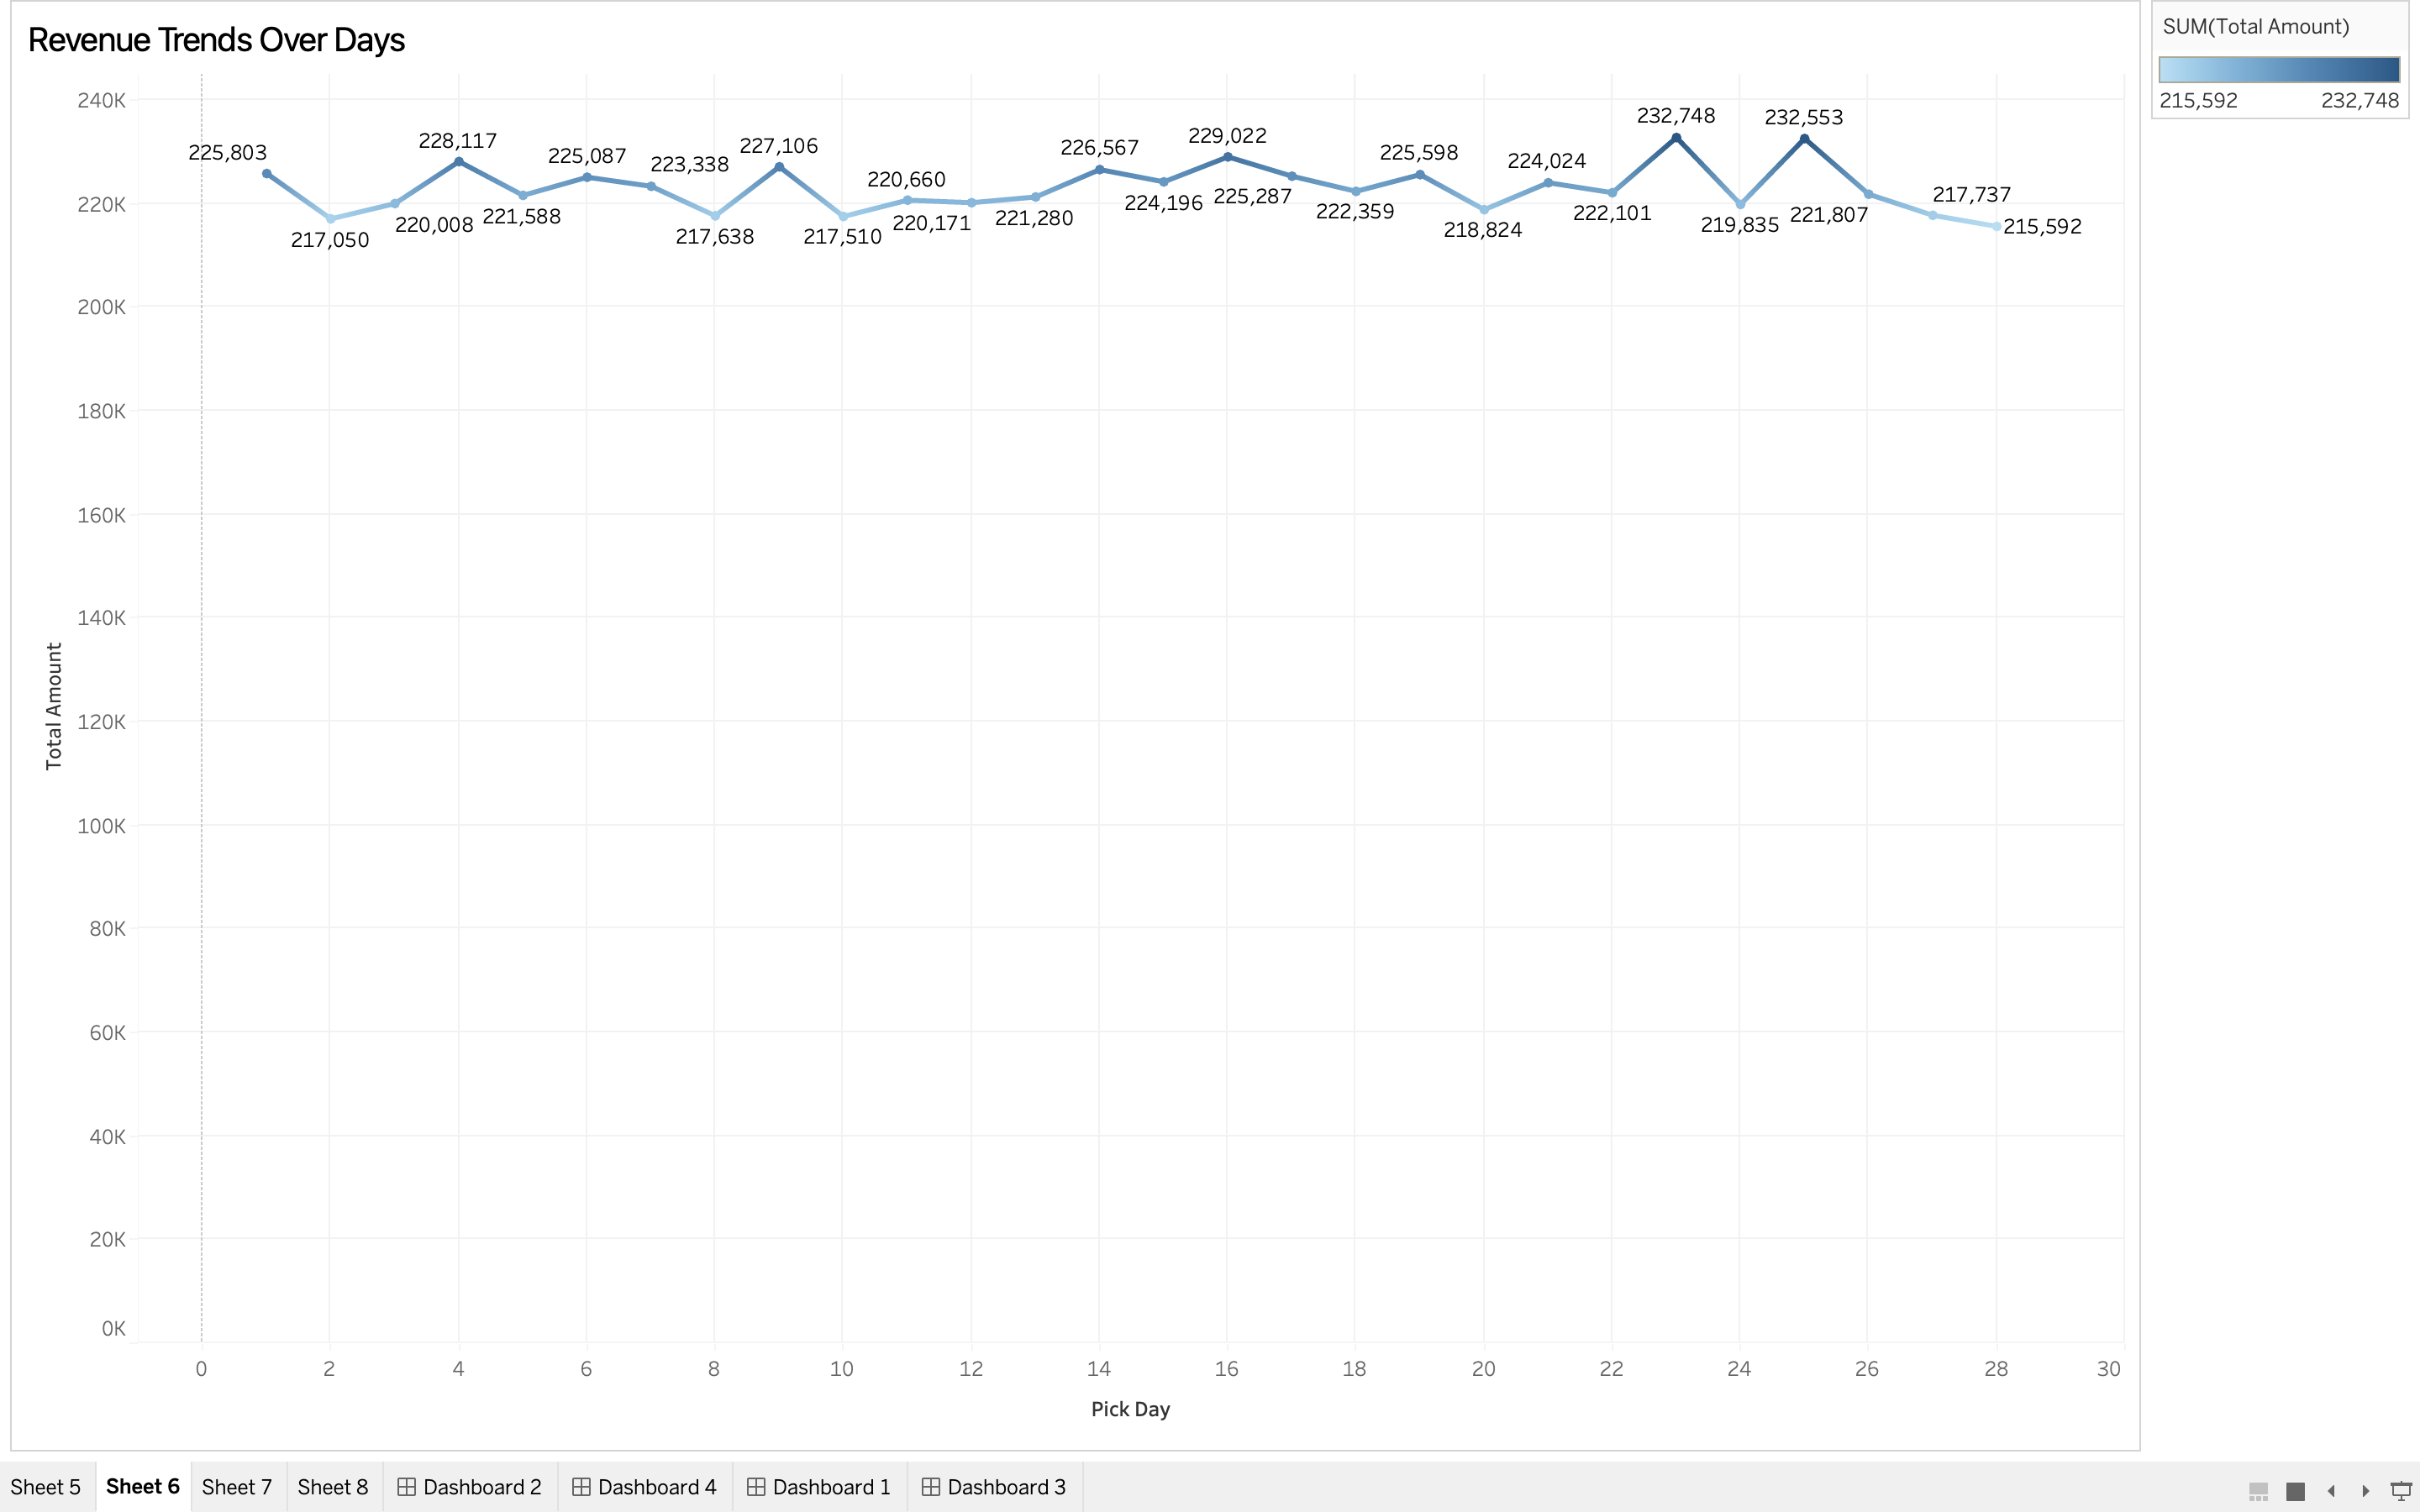 Revenue Trends Over Days
SUM(Total Amount)
215,592 232,748
240K
220K
200K
180K
160K
140K
120K
100K
80K
60K
40K
20K
0K
Total Amount
225,803
217,050
220,008
228,117
221,588
225,087
223,338
217,638
227,106
217,510
220,660
220,171
221,280
226,567
224,196
229,022
225,287
222,359
225,598
218,824
224,024
222,101
232,748
219,835
232,553
221,807
217,737
215,592
0 2 4 6 8 10 12 14 16 18 20 22 24 26 28 30
Pick Day
Sheet 5 Sheet 6 Sheet 7 Sheet 8 Dashboard 2 Dashboard 4 Dashboard 1 Dashboard 3